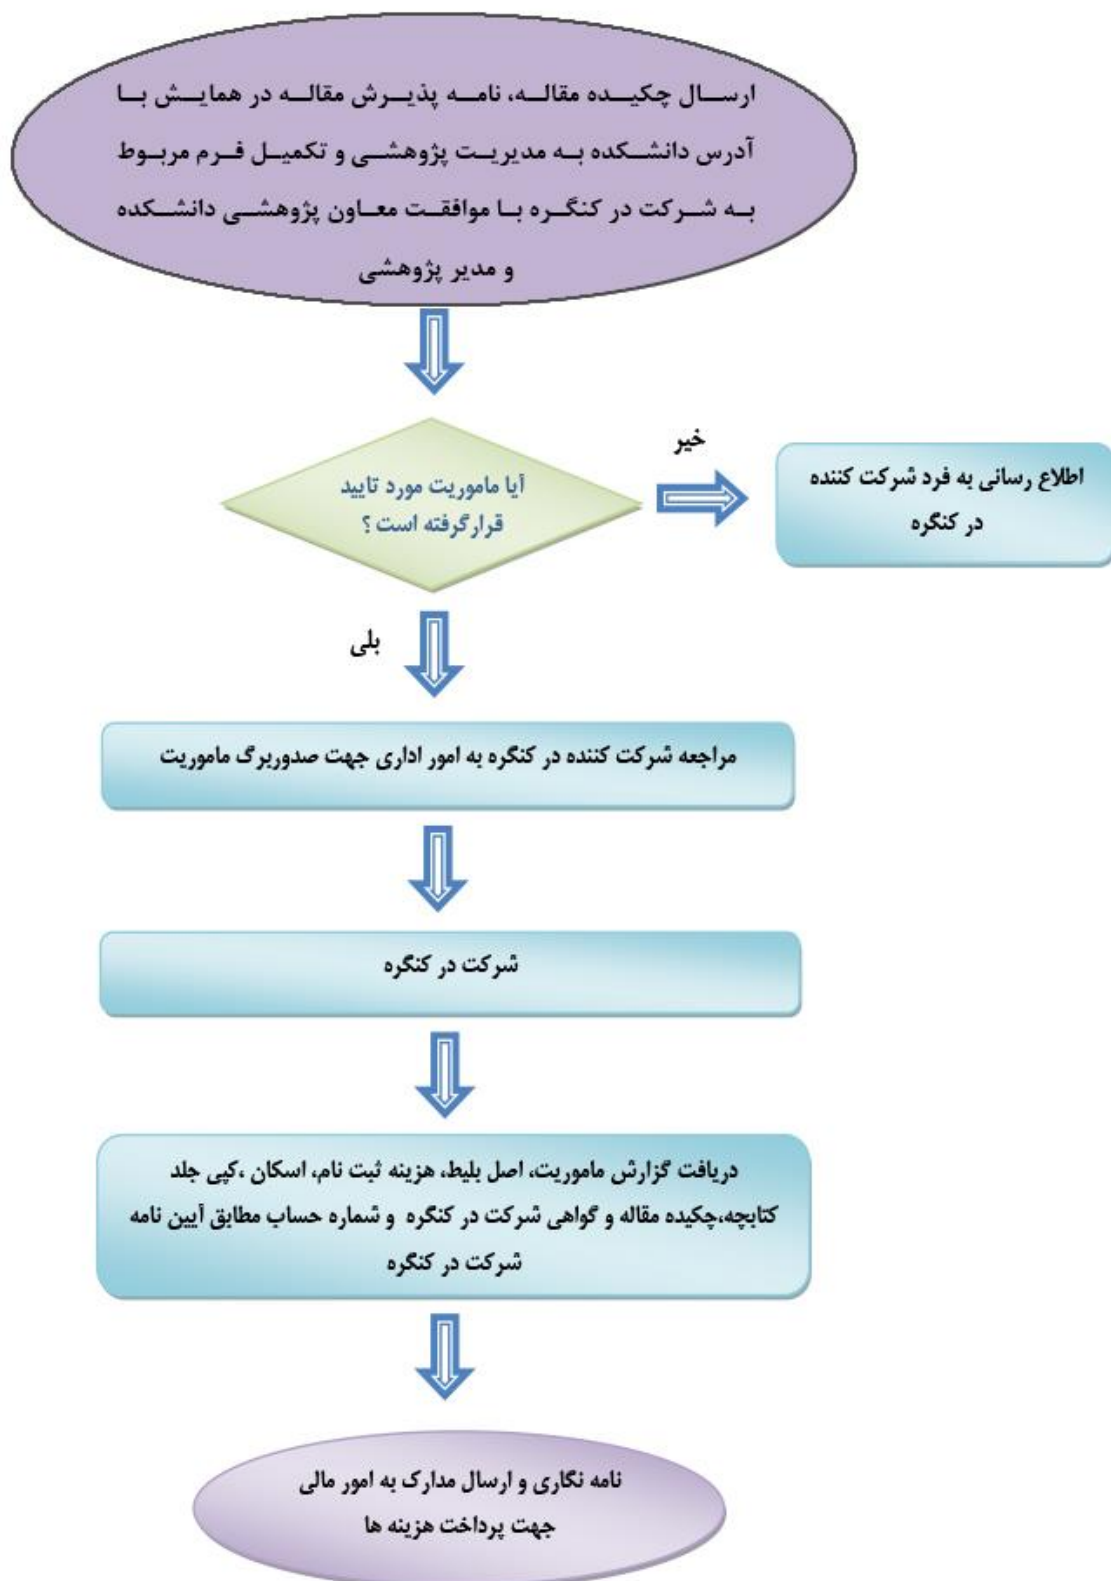 ارسال چکیده مقاله، نامه پذیرش مقاله در همایش با
آدرس دانشکده به مدیریت پژوهشی و تکمیل فرم مربوط
به شرکت در کنگره با موافقت معاون پژوهشی دانشکده
و مدیر پژوهشی
آیا ماموریت مورد تایید
قرارگرفته است ؟
خیر
اطلاع رسانی به فرد شرکت کننده
در کنگره
بلی
مراجعه شرکت کننده در کنگره به امور اداری جهت صدوربرگ ماموریت
شرکت در کنگره
دریافت گزارش ماموریت، اصل بلیط، هزینه ثبت نام، اسکان ،کپی جلد
کتابچه،چکیده مقاله و گواهی شرکت در کنگره و شماره حساب مطابق آیین نامه
شرکت در کنگره
نامه نگاری و ارسال مدارک به امور مالی
جهت پرداخت هزینه ها